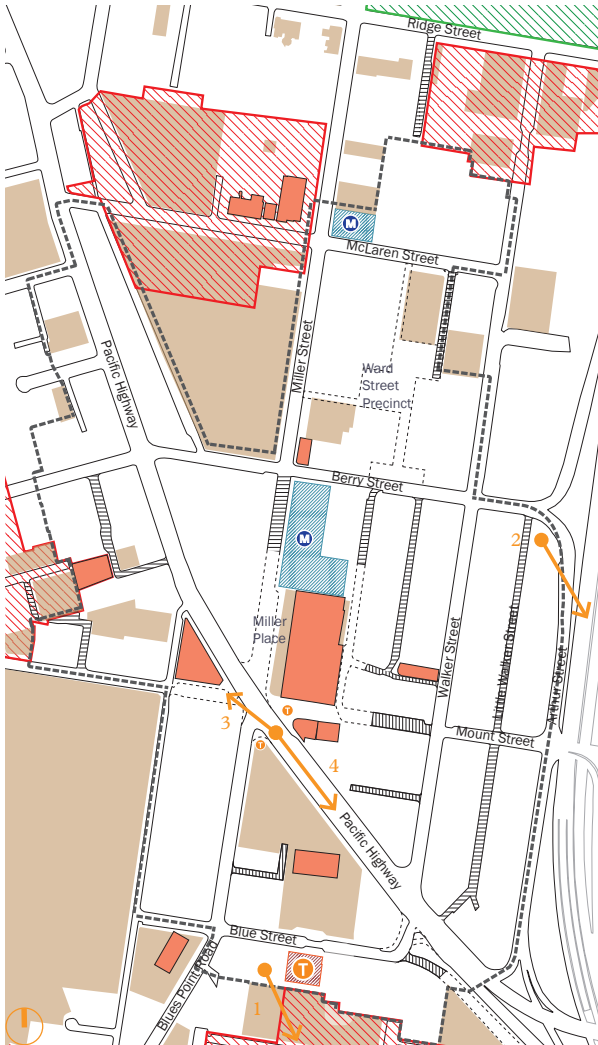 Ridge Street
M
McLaren Street
Miller Street
Pacific Highway
Ward
Street
Precinct
Berry Street
2
M
Miller
Place
Walker Street
Little Walker Street
Arthur Street
3
T
T
Mount Street
4
Pacific Highway
Blue Street
T
Blues Point Road
1